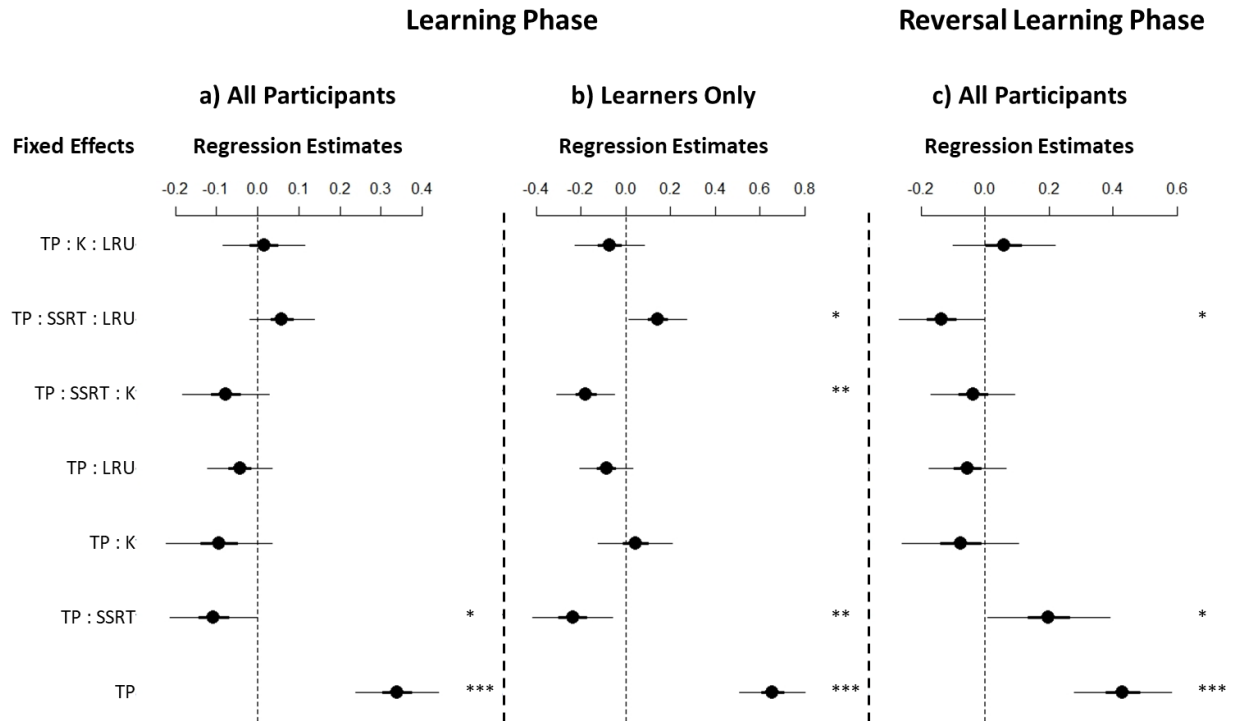 Learning Phase Reversal Learning Phase
a) All Participants b) Learners Only c) All Participants
Fixed Effects Regression Estimates Regression Estimates Regression Estimates
-0.2 -0.1 0.0 0.1 0.2 0.3 0.4 -0.4 -0.2 0.0 0.2 0.4 0.6 0.8 -0.2 0.0 0.2 0.4 0.6
TP : K : LRU
TP : SSRT : LRU * *
TP : SSRT : K **
TP : LRU
TP : K
TP : SSRT * ** *
TP *** *** ***